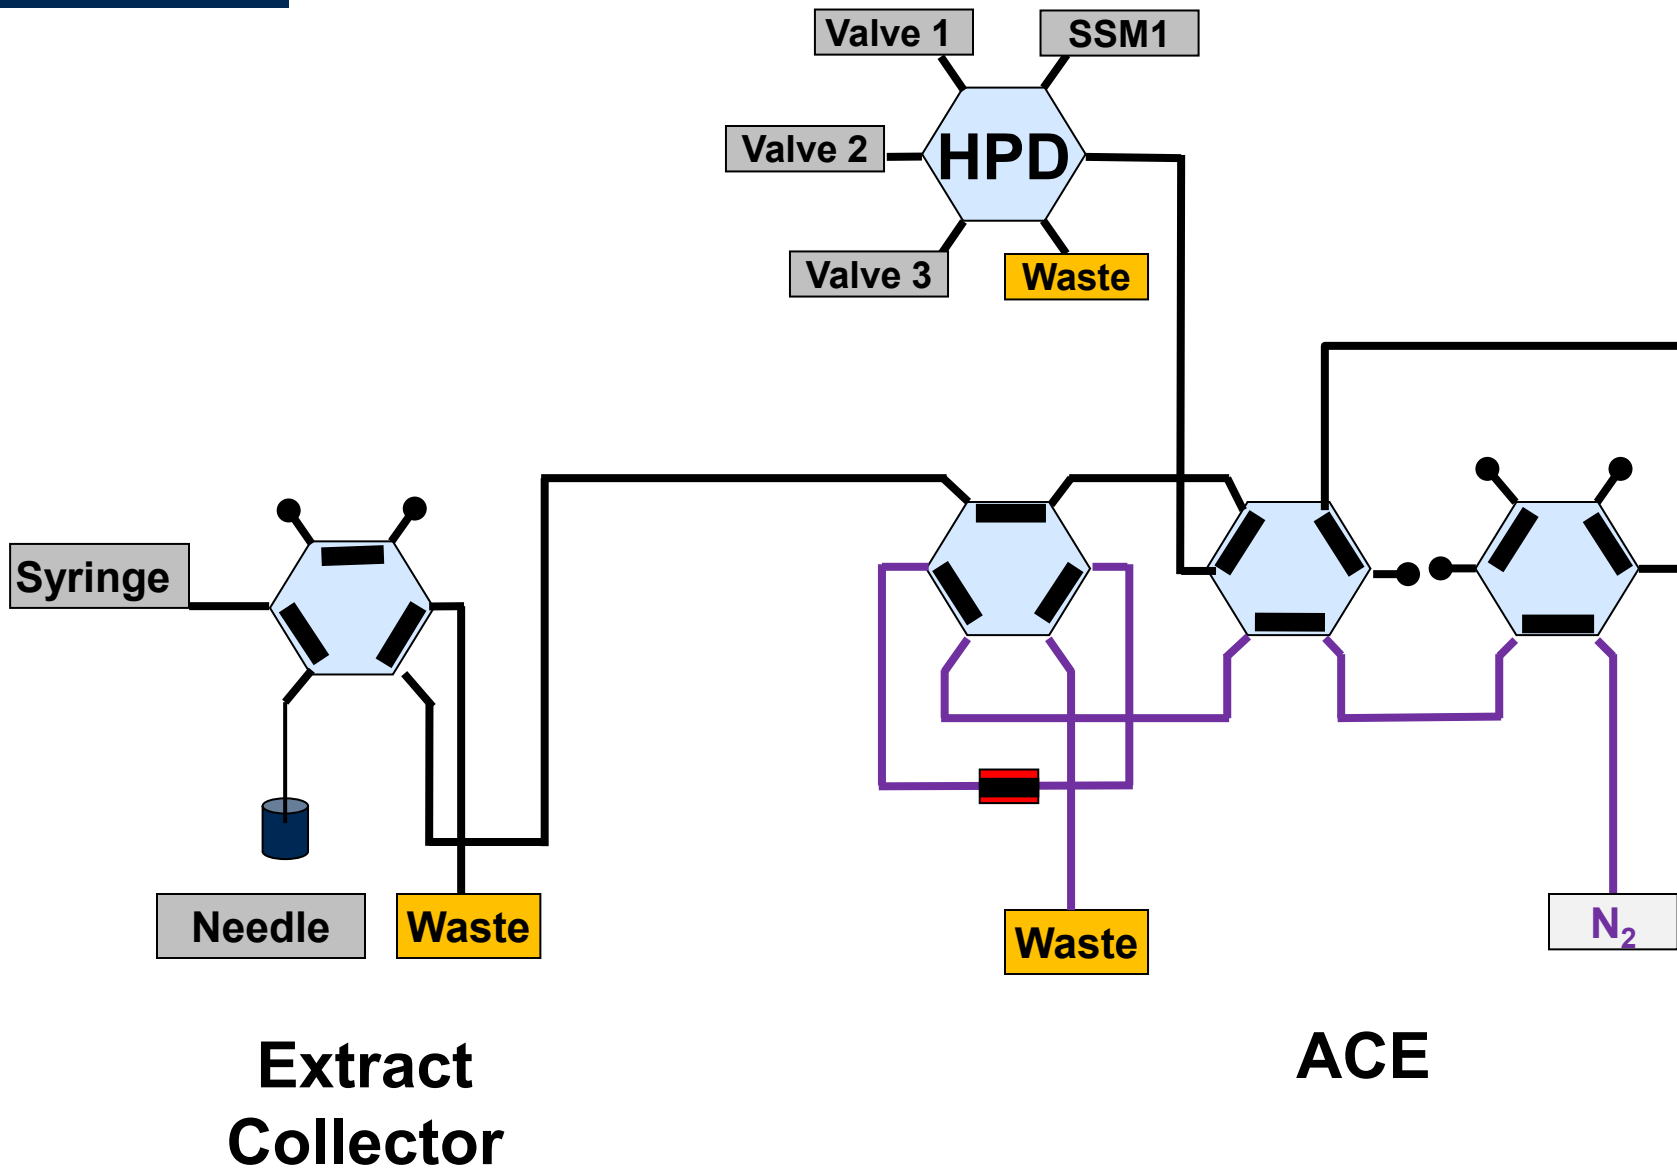 Valve 1
SSM1
Valve 2
HPD
Valve 3
Waste
Syringe
Needle
Waste
Waste
N₂
Extract
Collector
ACE